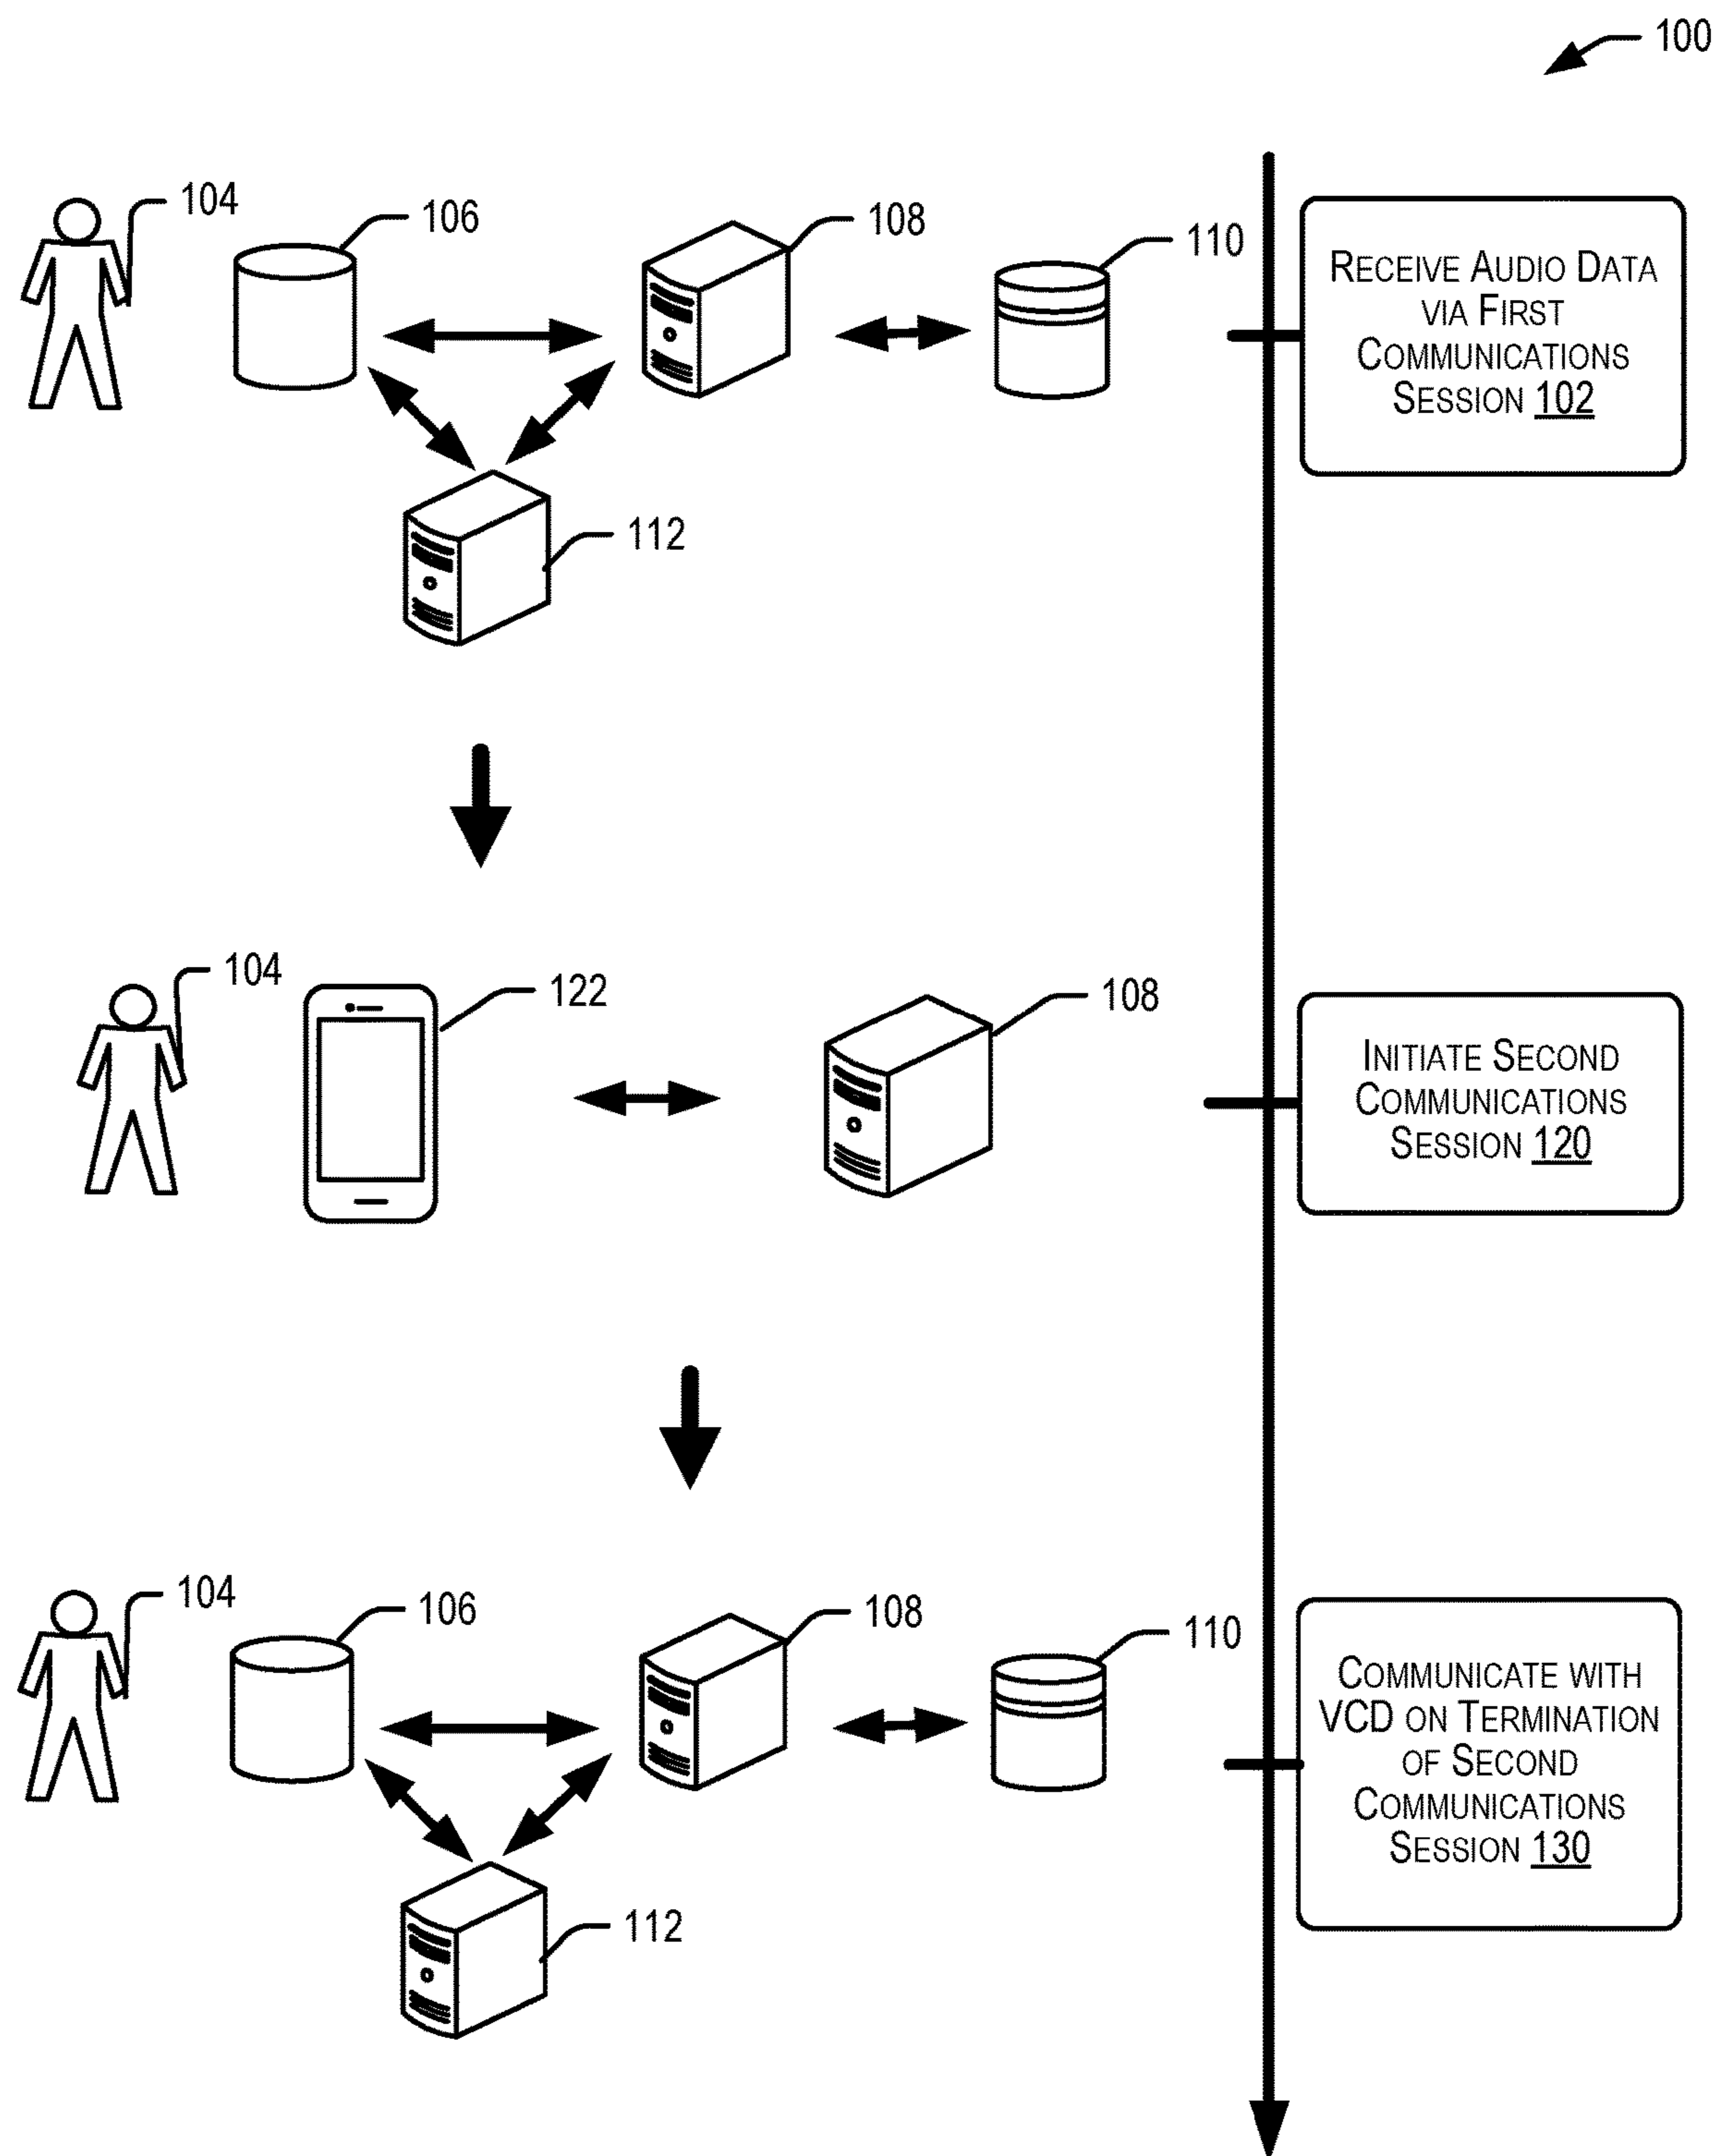 100
104
106
108
110
112
RECEIVE AUDIO DATA
VIA FIRST
COMMUNICATIONS
SESSION 102
104
122
108
INITIATE SECOND
COMMUNICATIONS
SESSION 120
104
106
108
110
112
COMMUNICATE WITH
VCD ON TERMINATION
OF SECOND
COMMUNICATIONS
SESSION 130